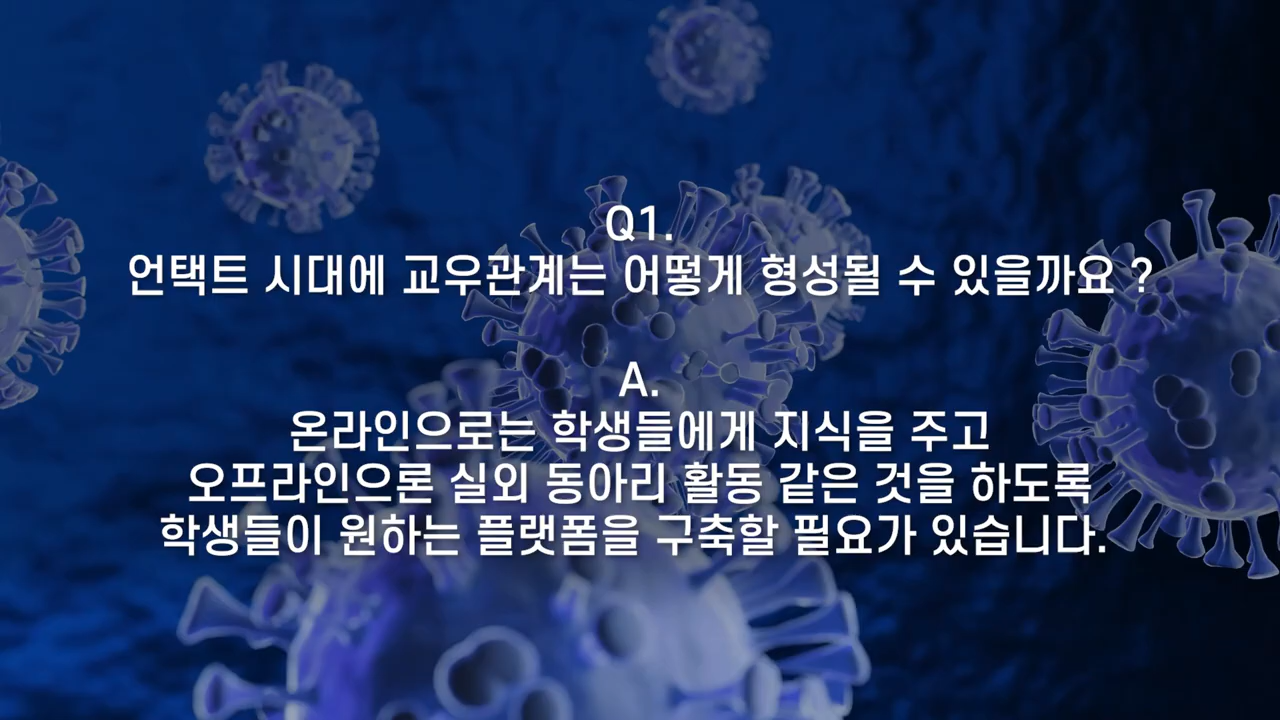 Q1.
언택트 시대에 교우관계는 어떻게 형성될 수 있을까요 ?
A.
온라인으로는 학생들에게 지식을 주고
오프라인으론 실외 동아리 활동 같은 것을 하도록
학생들이 원하는 플랫폼을 구축할 필요가 있습니다.